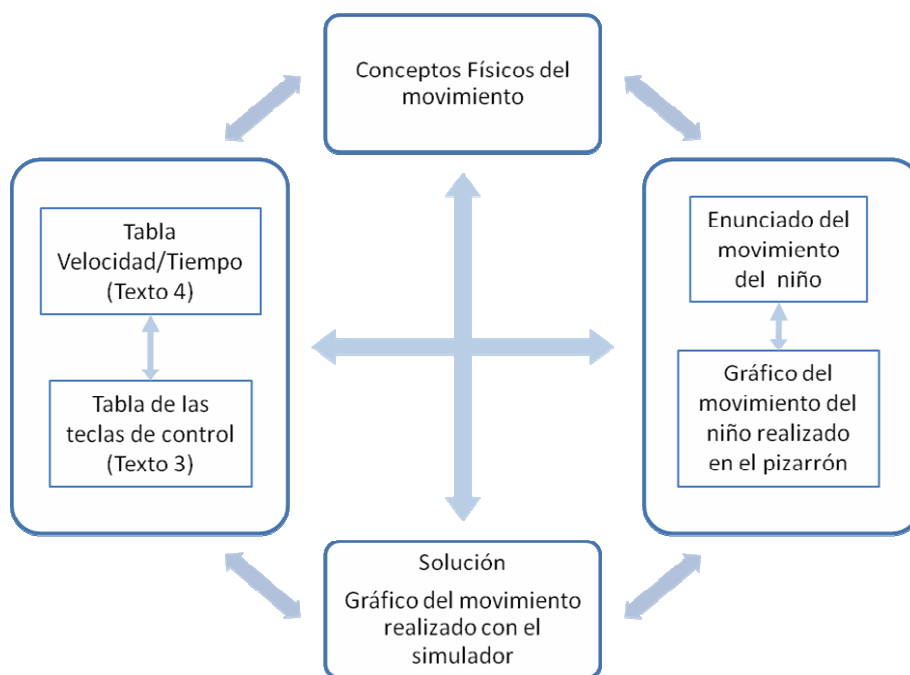 Conceptos Físicos del
movimiento
Tabla
Velocidad/Tiempo
(Texto 4)
Tabla de las
teclas de control
(Texto 3)
Enunciado del
movimiento
del niño
Gráfico del
movimiento del
niño realizado
en el pizarrón
Solución
Gráfico del movimiento
realizado con el
simulador